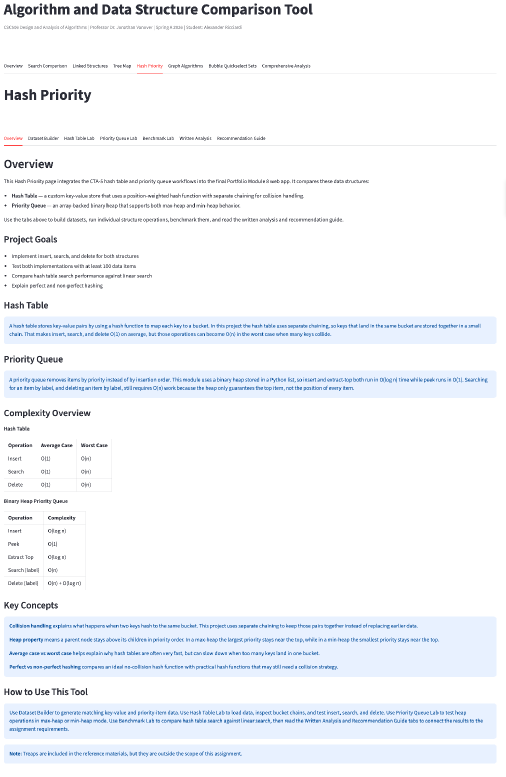 Algorithm and Data Structure Comparison Tool
CSC506 Design and Analysis of Algorithms | Professor Dr. Jonathan Vanover | Spring B 2026 | Student: Alexander Ricciardi
Overview Search Comparison Linked Structures Tree Map Hash Priority Graph Algorithms Bubble Quickselect Sets Comprehensive Analysis
Hash Priority
Overview Dataset Builder Hash Table Lab Priority Queue Lab Benchmark Lab Written Analysis Recommendation Guide
Overview
This Hash Priority page integrates the CTA-5 hash table and priority queue workflows into the final Portfolio Module 8 web app. It compares these data structures:
• Hash Table — a custom key-value store that uses a position-weighted hash function with separate chaining for collision handling.
• Priority Queue — an array-backed binary heap that supports both max-heap and min-heap behavior.
Use the tabs above to build datasets, run individual structure operations, benchmark them, and read the written analysis and recommendation guide.
Project Goals
• Implement insert, search, and delete for both structures
• Test both implementations with at least 100 data items
• Compare hash table search performance against linear search
• Explain perfect and non-perfect hashing
Hash Table
A hash table stores key-value pairs by using a hash function to map each key to a bucket. In this project the hash table uses separate chaining, so keys that land in the same bucket are stored together in a small
chain. That makes insert, search, and delete O(1) on average, but those operations can become O(n) in the worst case when many keys collide.
Priority Queue
A priority queue removes items by priority instead of by insertion order. This module uses a binary heap stored in a Python list, so insert and extract-top both run in O(log n) time while peek runs in O(1). Searching
for an item by label, and deleting an item by label, still requires O(n) work because the heap only guarantees the top item, not the position of every item.
Complexity Overview
Hash Table
Operation Average Case Worst Case
Insert O(1) O(n)
Search O(1) O(n)
Delete O(1) O(n)
Binary Heap Priority Queue
Operation Complexity
Insert O(log n)
Peek O(1)
Extract Top O(log n)
Search (label) O(n)
Delete (label) O(n) + O(log n)
Key Concepts
Collision handling explains what happens when two keys hash to the same bucket. This project uses separate chaining to keep those pairs together instead of replacing earlier data.
Heap property means a parent node stays above its children in priority order. In a max-heap the largest priority stays near the top, while in a min-heap the smallest priority stays near the top.
Average case vs worst case helps explain why hash tables are often very fast, but can slow down when too many keys land in one bucket.
Perfect vs non-perfect hashing compares an ideal no-collision hash function with practical hash functions that may still need a collision strategy.
How to Use This Tool
Use Dataset Builder to generate matching key-value and priority-item data. Use Hash Table Lab to load data, inspect bucket chains, and test insert, search, and delete. Use Priority Queue Lab to test heap
operations in max-heap or min-heap mode. Use Benchmark Lab to compare hash table search against linear search, then read the Written Analysis and Recommendation Guide tabs to connect the results to the
assignment requirements.
Note: Treaps are included in the reference materials, but they are outside the scope of this assignment.